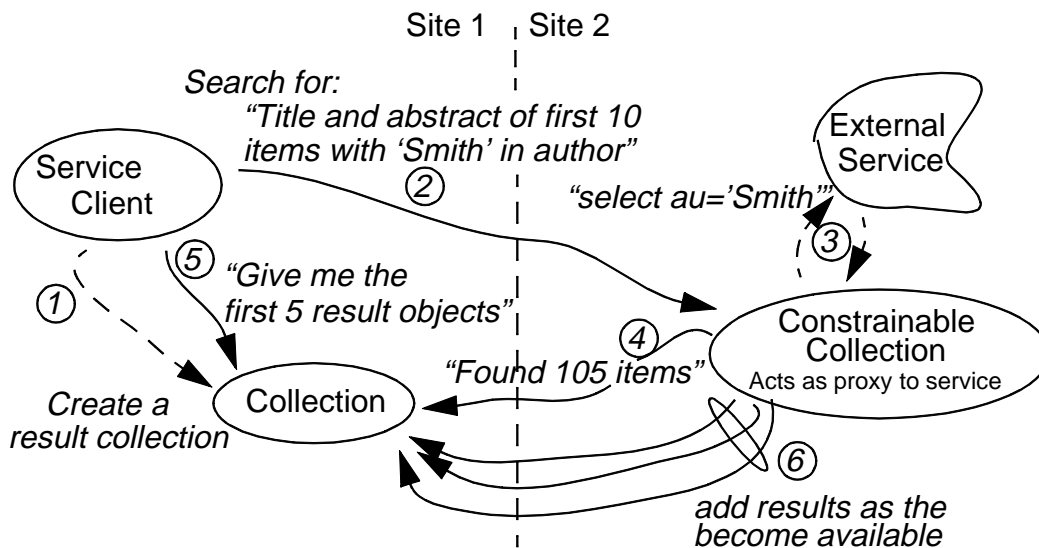 Site 1
Site 2
Search for:
“Title and abstract of first 10
items with ‘Smith’ in author”
External
Service
Service
Client
2
“select au=’Smith’”
3
5
1
“Give me the
first 5 result objects”
4
Constrainable
Collection
Acts as proxy to service
“Found 105 items”
Collection
Create a
result collection
6
add results as the
become available